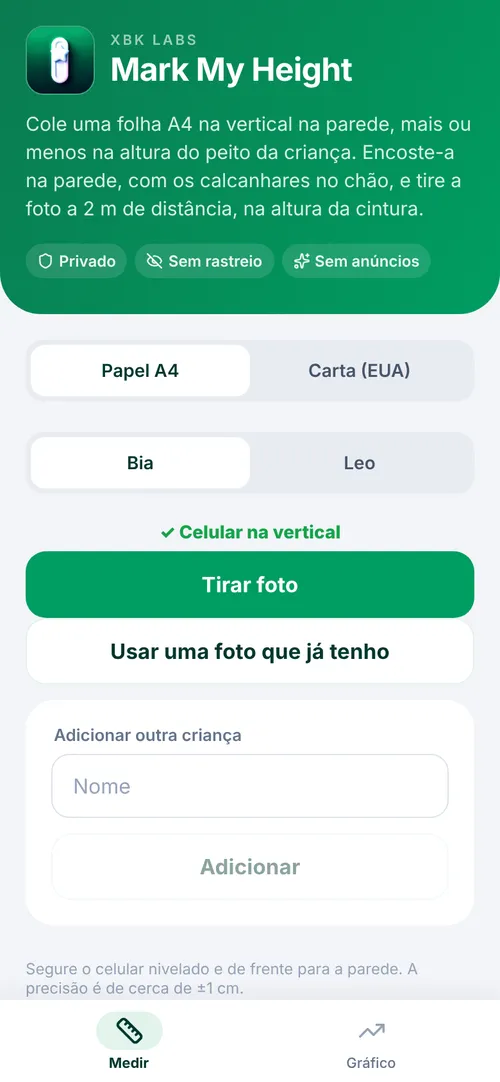 XBK LABS
Mark My Height
Cole uma folha A4 na vertical na parede, mais ou
menos na altura do peito da criança. Encoste-a
na parede, com os calcanhares no chão, e tire a
foto a 2 m de distância, na altura da cintura.
Privado
Sem rastreio
Sem anúncios
Papel A4
Carta (EUA)
Bia
Leo
✓ Celular na vertical
Tirar foto
Usar uma foto que já tenho
Adicionar outra criança
Nome
Adicionar
Segure o celular nivelado e de frente para a parede. A
precisão é de cerca de ±1 cm.
Medir
Gráfico